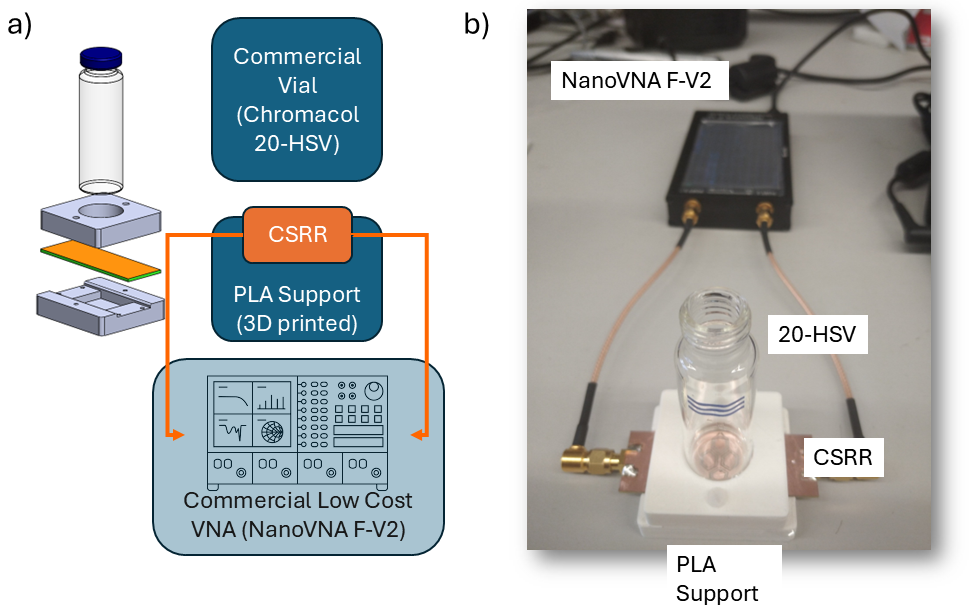 a)
Commercial
Vial
(Chromacol
20-HSV)
CSRR
PLA Support
(3D printed)
Commercial Low Cost
VNA (NanoVNA F-V2)
b)
NanoVNA F-V2
20-HSV
CSRR
PLA
Support